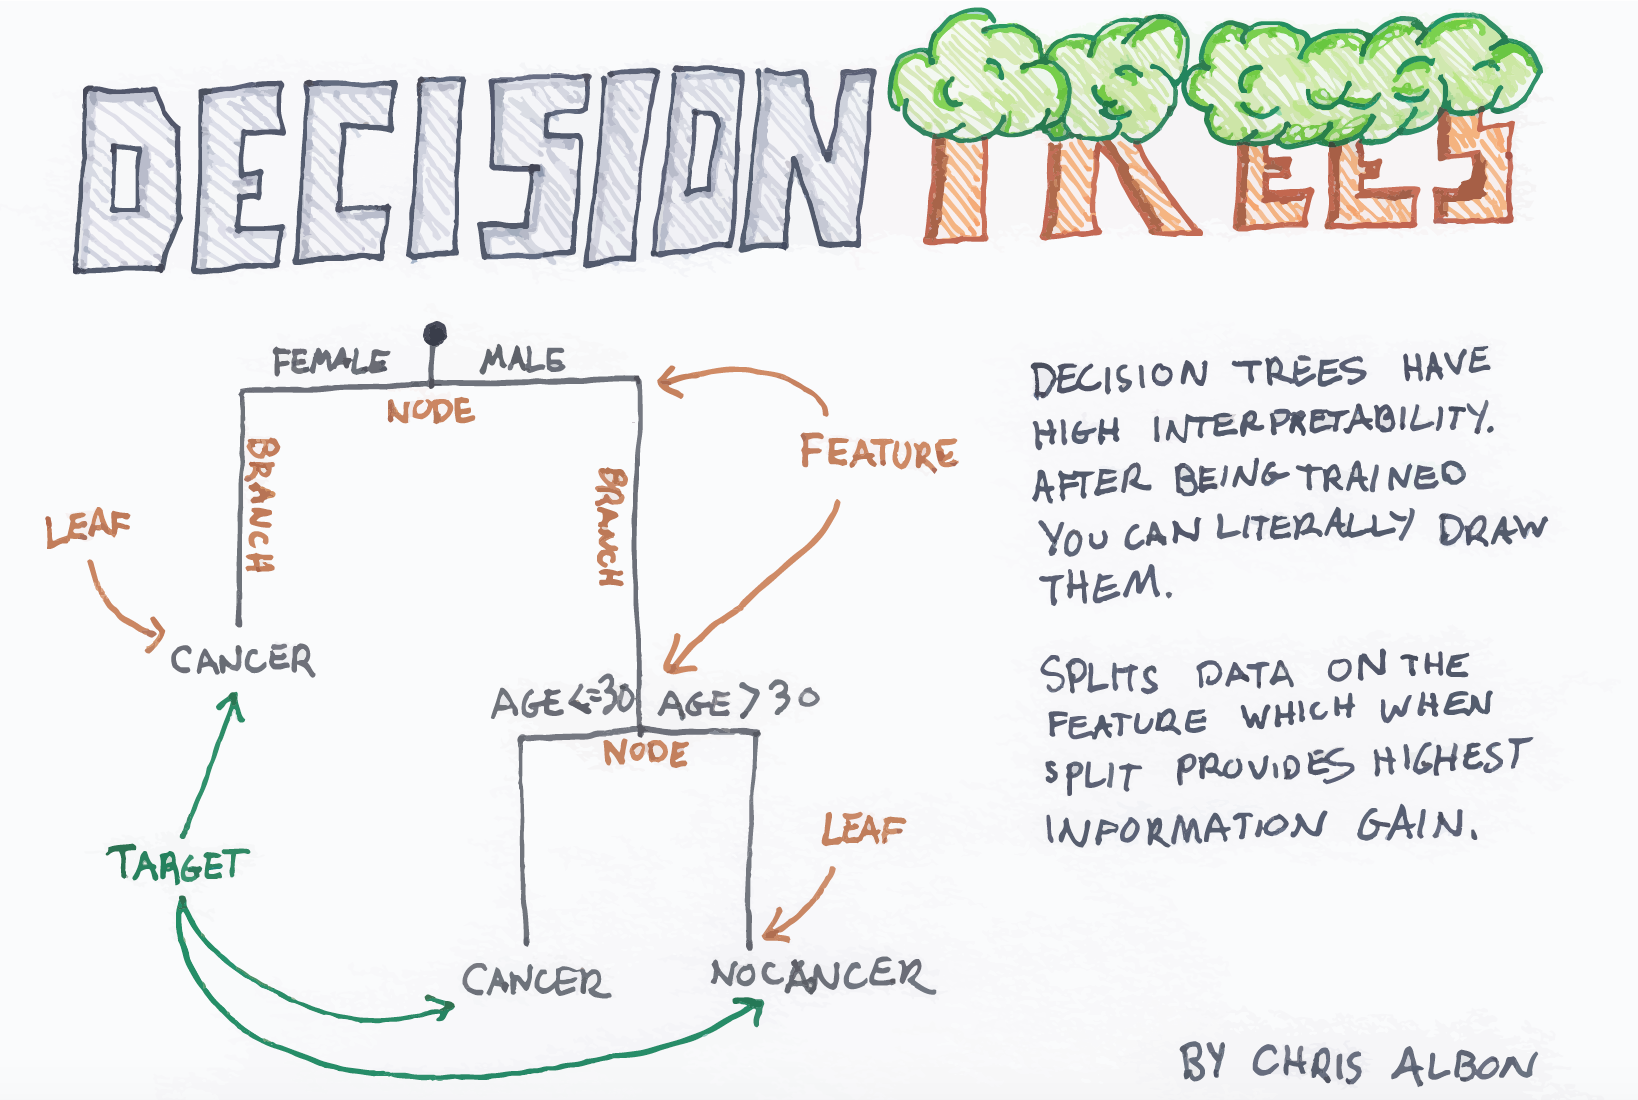 DECISION TREES
FEMALE MALE
NODE
BRANCH
BRANCH
FEATURE
LEAF
CANCER
AGE <=30 AGE > 30
NODE
TARGET
LEAF
CANCER
NO CANCER
DECISION TREES HAVE
HIGH INTERPRETABILITY.
AFTER BEING TRAINED
YOU CAN LITERALLY DRAW
THEM.
SPLITS DATA ON THE
FEATURE WHICH WHEN
SPLIT PROVIDES HIGHEST
INFORMATION GAIN.
BY CHRIS ALBON